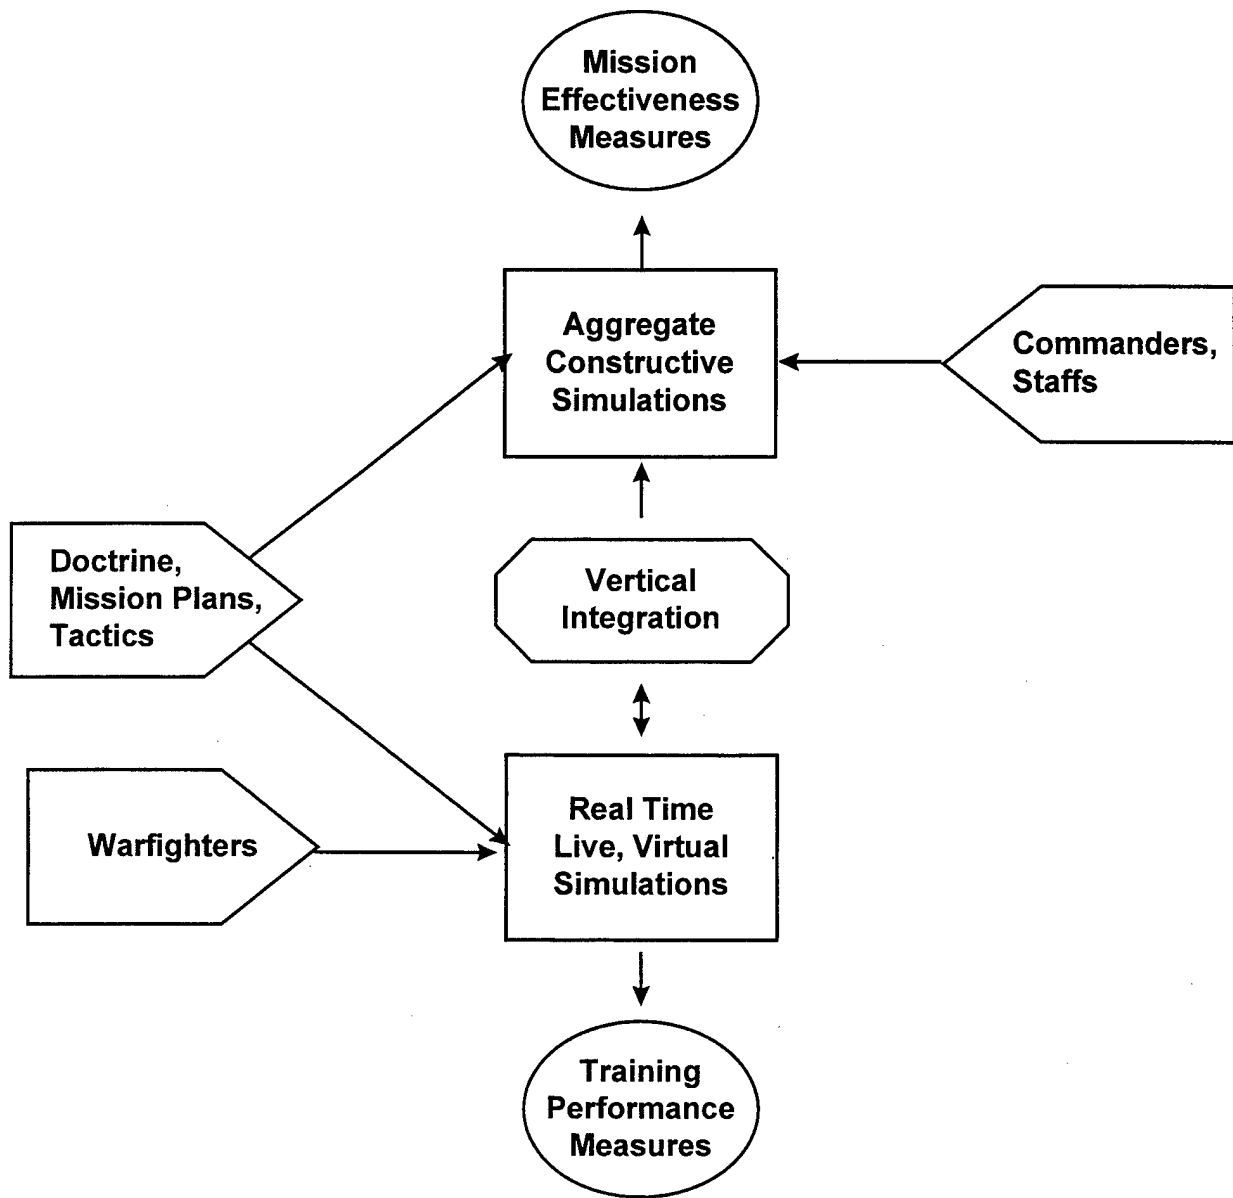 Mission
Effectiveness
Measures
Aggregate
Constructive
Simulations
Commanders,
Staffs
Doctrine,
Mission Plans,
Tactics
Vertical
Integration
Warfighters
Real Time
Live, Virtual
Simulations
Training
Performance
Measures